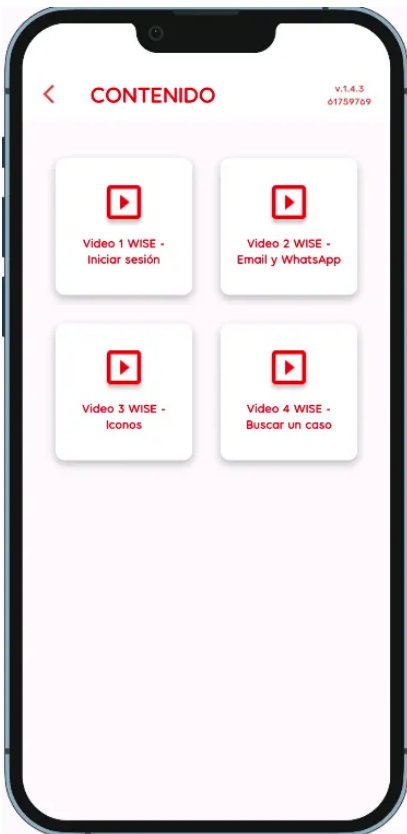 CONTENIDO
v.1.4.3
61759769
Video 1 WISE -
Iniciar sesión
Video 2 WISE -
Email y WhatsApp
Video 3 WISE -
Iconos
Video 4 WISE -
Buscar un caso